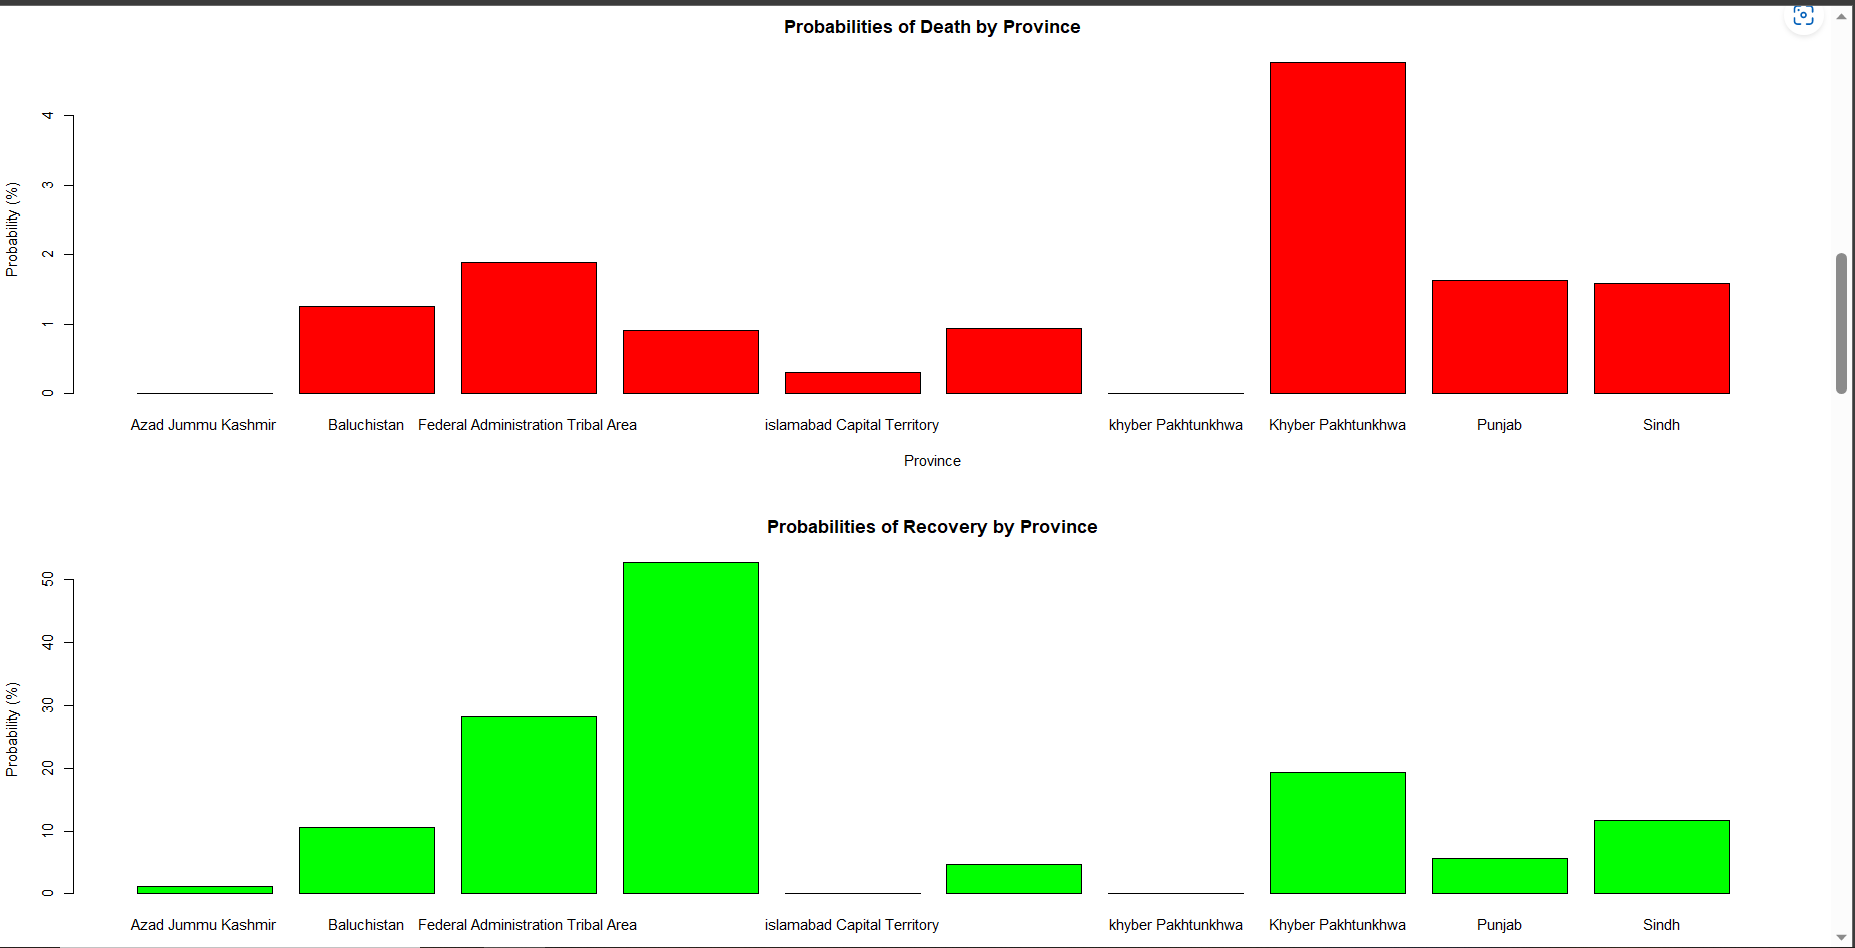 Probabilities of Death by Province
Probability (%)
4
3
2
1
0
Azad Jummu Kashmir Baluchistan Federal Administration Tribal Area islamabad Capital Territory khyber Pakhtunkhwa Khyber Pakhtunkhwa Punjab Sindh
Province
Probabilities of Recovery by Province
Probability (%)
50
40
30
20
10
0
Azad Jummu Kashmir Baluchistan Federal Administration Tribal Area islamabad Capital Territory khyber Pakhtunkhwa Khyber Pakhtunkhwa Punjab Sindh